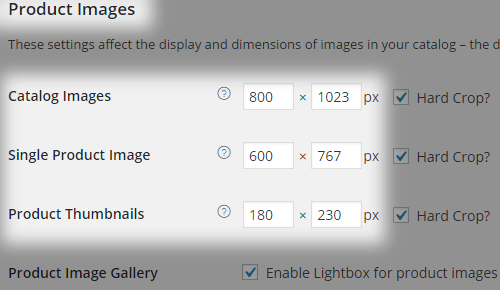 Product Images
These settings affect the display and dimensions of images in your catalog – the d
Catalog Images ? 800 × 1023 px Hard Crop?
Single Product Image ? 600 × 767 px Hard Crop?
Product Thumbnails ? 180 × 230 px Hard Crop?
Product Image Gallery Enable Lightbox for product images